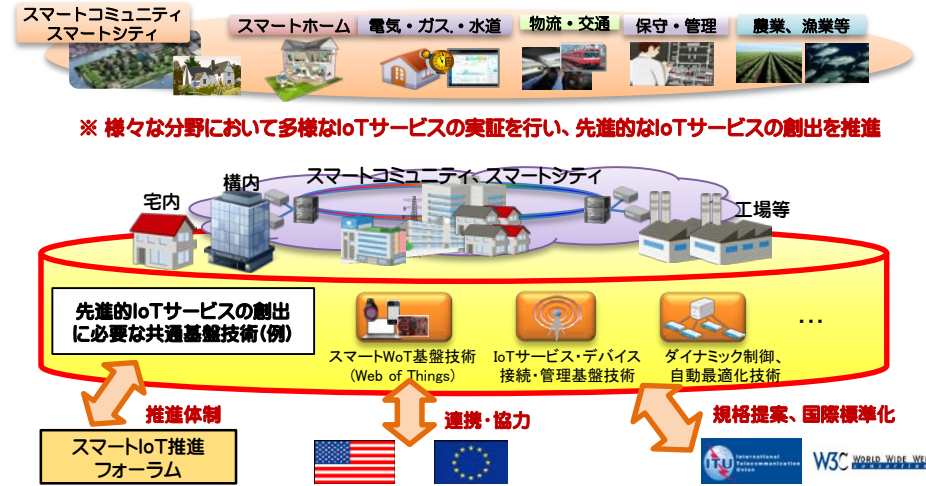 スマートコミュニティ
スマートシティ
スマートホーム
電気・ガス・水道
物流・交通
保守・管理
農業、漁業等
※ 様々な分野において多様なIoTサービスの実証を行い、先進的なIoTサービスの創出を推進
スマートコミュニティ、スマートシティ
構内
宅内
工場等
先進的IoTサービスの創出
に必要な共通基盤技術(例)
スマートWoT基盤技術
(Web of Things)
IoTサービス・デバイス
接続・管理基盤技術
ダイナミック制御、
自動最適化技術
…
推進体制
連携・協力
規格提案、国際標準化
スマートIoT推進
フォーラム
ITU
International
Telecommunication
Union
W3C WORLD WIDE WE
consortium